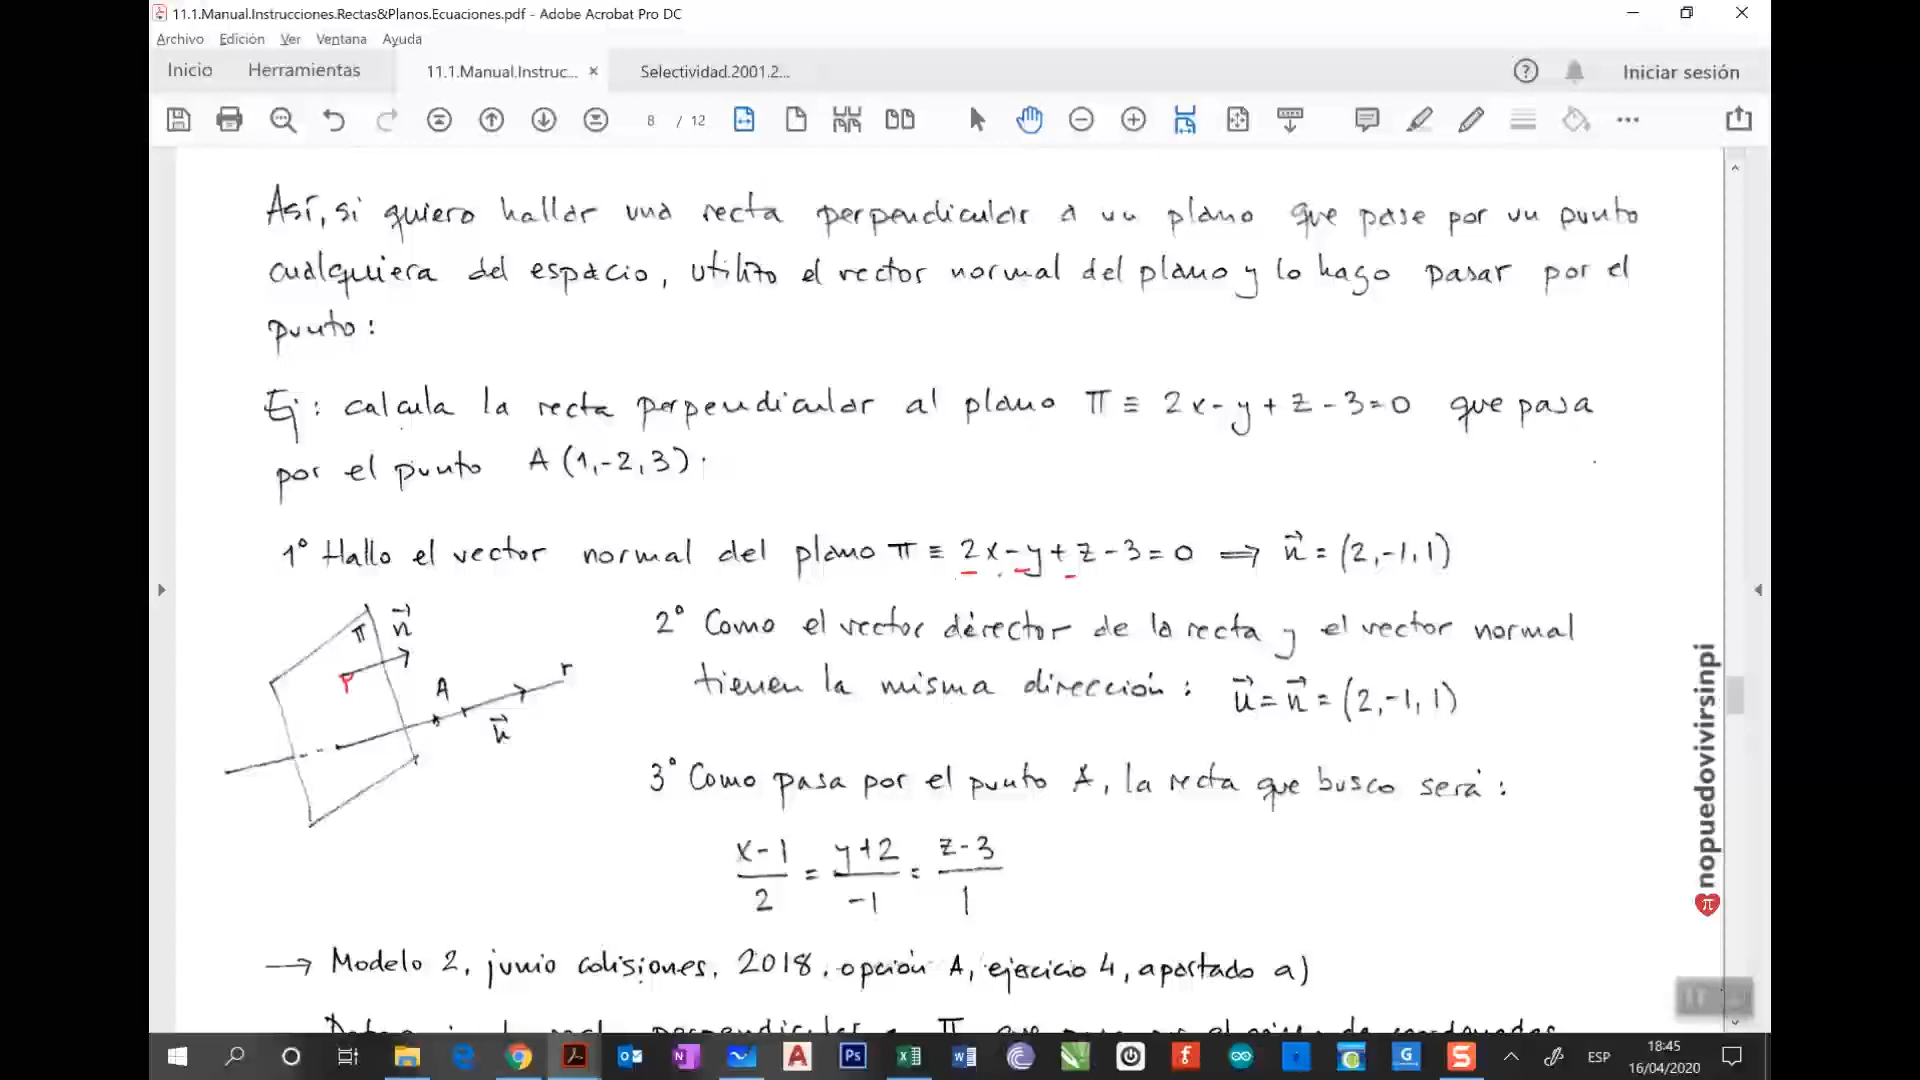 11.1.Manual.Instrucciones.Rectas&Planos.Ecuaciones.pdf - Adobe Acrobat Pro DC
Archivo Edición Ver Ventana Ayuda
Inicio Herramientas 11.1.Manual.Instruc... × Selectividad.2001.2... Iniciar sesión
8 / 12
Así, si quiero hallar una recta perpendicular a un plano que pase por un punto
cualquiera del espacio, utilizo el vector normal del plano y lo hago pasar por el
punto:
Ej: calcula la recta perpendicular al plano π ≡ 2x-y+z-3=0 que pasa
por el punto A(1,-2,3).
1º Hallo el vector normal del plano π ≡ 2x-y+z-3=0 ⟹ n⃗ = (2,-1,1)
π n⃗
P
A
r
u⃗
2º Como el vector director de la recta y el vector normal
tienen la misma dirección: u⃗ = n⃗ = (2,-1,1)
3º Como pasa por el punto A, la recta que busco será:
x-1/2 = y+2/-1 = z-3/1
→ Modelo 2, junio colisiones, 2018, opción A, ejercicio 4, apartado a)
nopuedovivirsinpi
π
ESP
18:45
16/04/2020